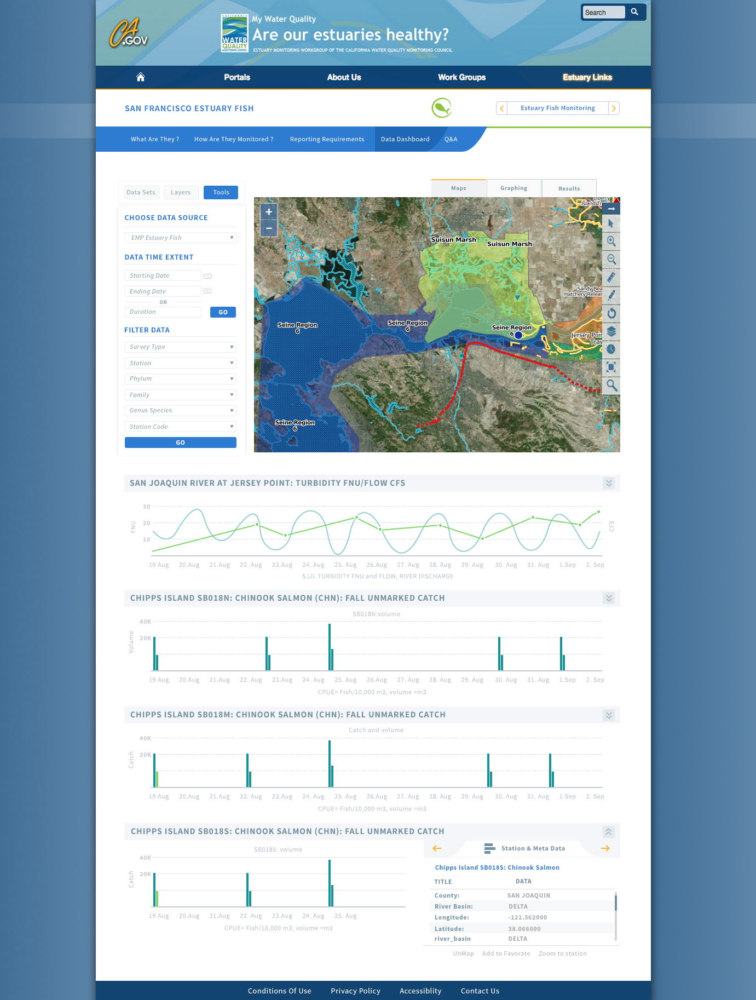 Search
CA.GOV
CALIFORNIA
WATER
QUALITY
MONITORING COUNCIL
My Water Quality
Are our estuaries healthy?
ESTUARY MONITORING WORKGROUP OF THE CALIFORNIA WATER QUALITY MONITORING COUNCIL
Portals About Us Work Groups Estuary Links
SAN FRANCISCO ESTUARY FISH
Estuary Fish Monitoring
What Are They ? How Are They Monitored ? Reporting Requirements Data Dashboard Q&A
Data Sets Layers Tools
CHOOSE DATA SOURCE
EMP Estuary Fish
DATA TIME EXTENT
Starting Date
Ending Date
OR
Duration GO
FILTER DATA
Survey Type
Station
Phylum
Family
Genus Species
Station Code
GO
Maps Graphing Results
+
−
Liberty
Island Tr
Suisun Marsh Suisun Marsh
Sandy Bea
Hatchery Releas
Seine Region
6
Seine Region
6
Seine Region
6
Jersey Poin
Traw
Seine Region
6
SAN JOAQUIN RIVER AT JERSEY POINT: TURBIDITY FNU/FLOW CFS
30
20
10
FNU
CFS
19 Aug 20.Aug 21.Aug 22. Aug 23.Aug 24. Aug 25. Aug 26.Aug 27. Aug 28. Aug 29. Aug 30. Aug 31. Aug 1.Sep 2. Sep
SJJL TURBIDITY FNU and FLOW, RIVER DISCHARGE
CHIPPS ISLAND SB018N: CHINOOK SALMON (CHN): FALL UNMARKED CATCH
SB018N:volume
40K
20K
Volume
19 Aug 20.Aug 21.Aug 22. Aug 23.Aug 24. Aug 25. Aug 26.Aug 27. Aug 28. Aug 29. Aug 30. Aug 31. Aug 1.Sep 2. Sep
CPUE= Fish/10,000 m3; volume =m3
CHIPPS ISLAND SB018M: CHINOOK SALMON (CHN): FALL UNMARKED CATCH
Catch and volume
40K
20K
Catch
19 Aug 20.Aug 21.Aug 22. Aug 23.Aug 24. Aug 25. Aug 26.Aug 27. Aug 28. Aug 29. Aug 30. Aug 31. Aug 1.Sep 2. Sep
CPUE= Fish/10,000 m3; volume =m3
CHIPPS ISLAND SB018S: CHINOOK SALMON (CHN): FALL UNMARKED CATCH
SB0185: volume
40K
20K
Catch
19 Aug 20.Aug 21.Aug 22. Aug 23.Aug 24. Aug 25. Aug
CPUE= Fish/10,000 m3; volume =m3
Station & Meta Data
Chipps Island SB018S: Chinook Salmon
TITLE DATA
County: SAN JOAQUIN
River Basin: DELTA
Longitude: -121.562000
Latitude: 38.066000
river_basin DELTA
UnMap Add to Favorate Zoom to station
Conditions Of Use Privacy Policy Accessiblity Contact Us